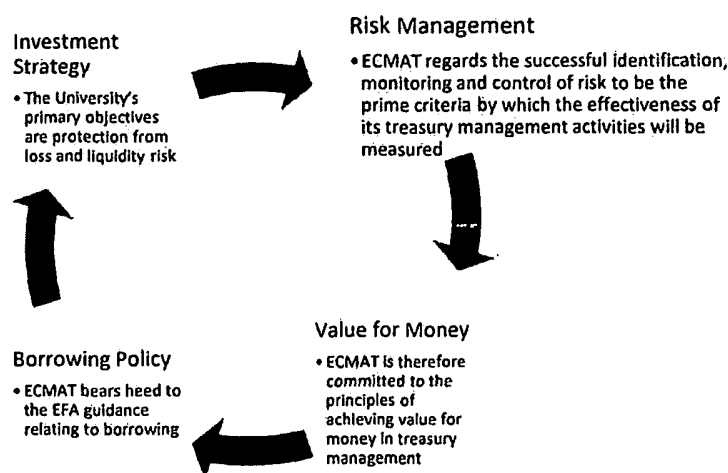 Investment
Strategy
• The University's
primary objectives
are protection from
loss and liquidity risk
Risk Management
• ECMAT regards the successful identification,
monitoring and control of risk to be the
prime criteria by which the effectiveness of
its treasury management activities will be
measured
Value for Money
• ECMAT is therefore
committed to the
principles of
achieving value for
money in treasury
management
Borrowing Policy
• ECMAT bears heed to
the EFA guidance
relating to borrowing